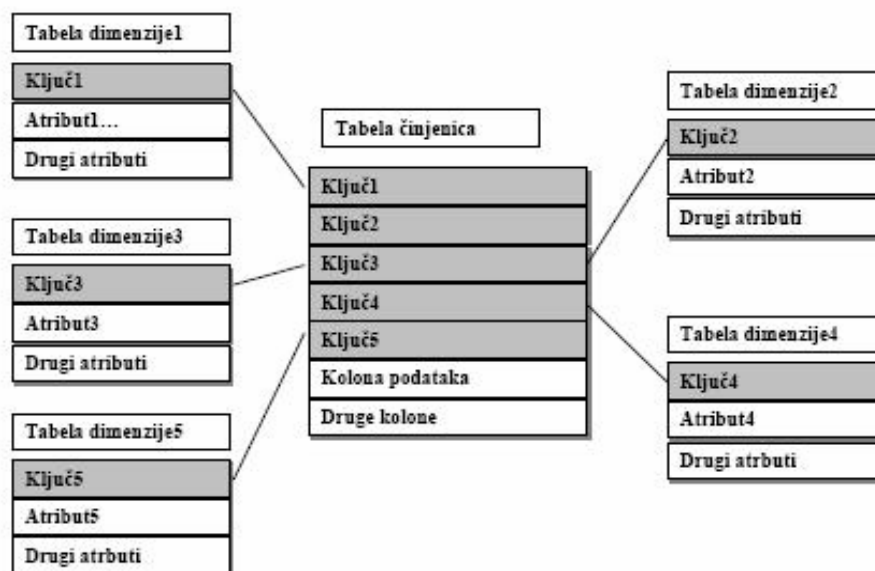 Tabela dimenzije1
Ključ1
Atribut1...
Drugi atributi
Tabela dimenzije3
Ključ3
Atribut3
Drugi atributi
Tabela dimenzije5
Ključ5
Atribut5
Drugi atrbuti
Tabela činjenica
Ključ1
Ključ2
Ključ3
Ključ4
Ključ5
Kolona podataka
Druge kolone
Tabela dimenzije2
Ključ2
Atribut2
Drugi atributi
Tabela dimenzije4
Ključ4
Atribut4
Drugi atrbuti